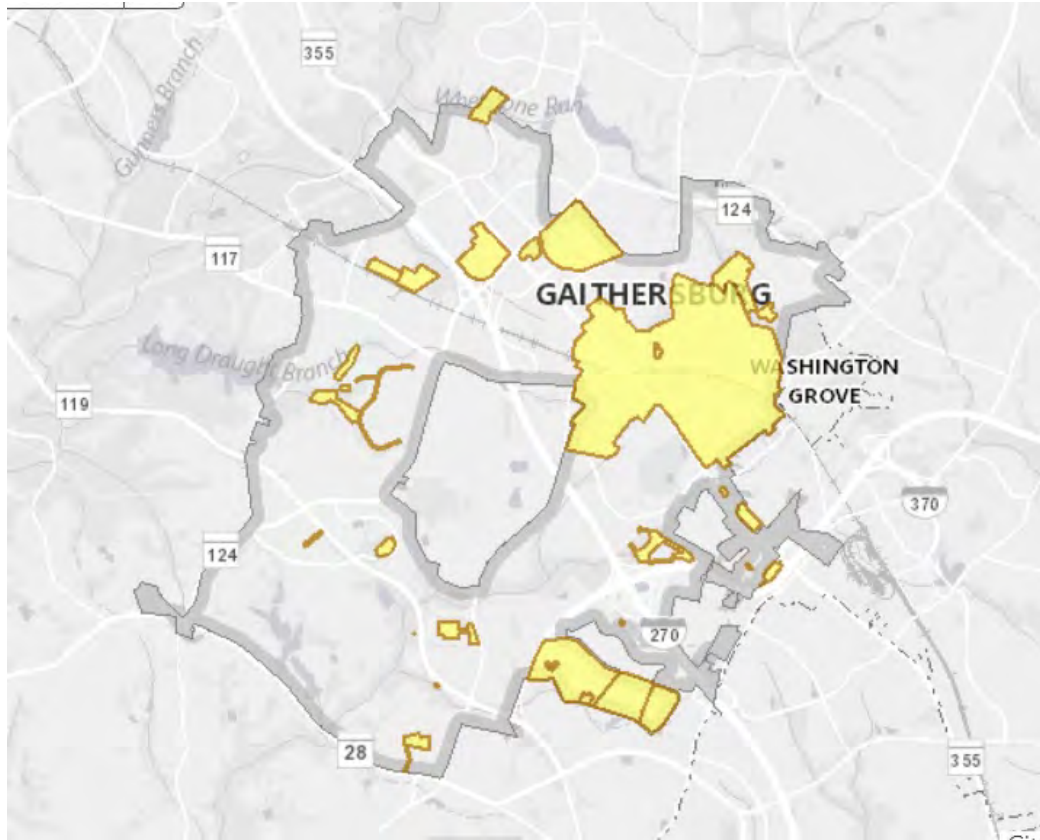 355
Gunners Branch
Whetstone Run
124
117
GAITHERSBURG
Long Draught Branch
WASHINGTON
GROVE
119
370
124
270
28
355